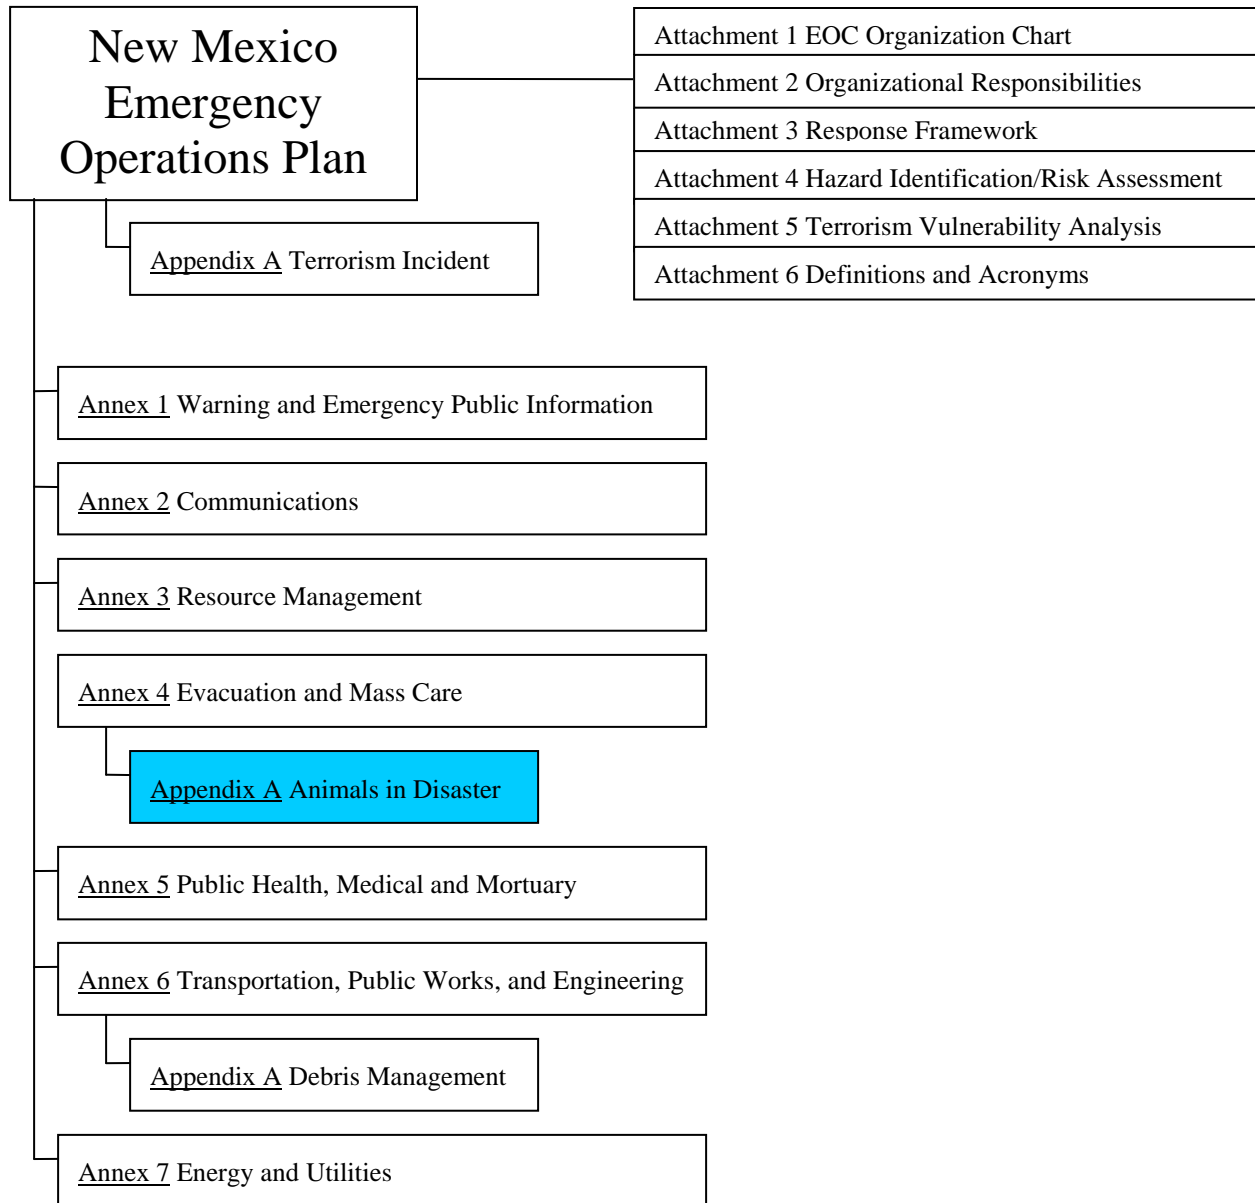 New Mexico
Emergency
Operations Plan
Attachment 1 EOC Organization Chart
Attachment 2 Organizational Responsibilities
Attachment 3 Response Framework
Attachment 4 Hazard Identification/Risk Assessment
Attachment 5 Terrorism Vulnerability Analysis
Attachment 6 Definitions and Acronyms
Appendix A Terrorism Incident
Annex 1 Warning and Emergency Public Information
Annex 2 Communications
Annex 3 Resource Management
Annex 4 Evacuation and Mass Care
Appendix A Animals in Disaster
Annex 5 Public Health, Medical and Mortuary
Annex 6 Transportation, Public Works, and Engineering
Appendix A Debris Management
Annex 7 Energy and Utilities